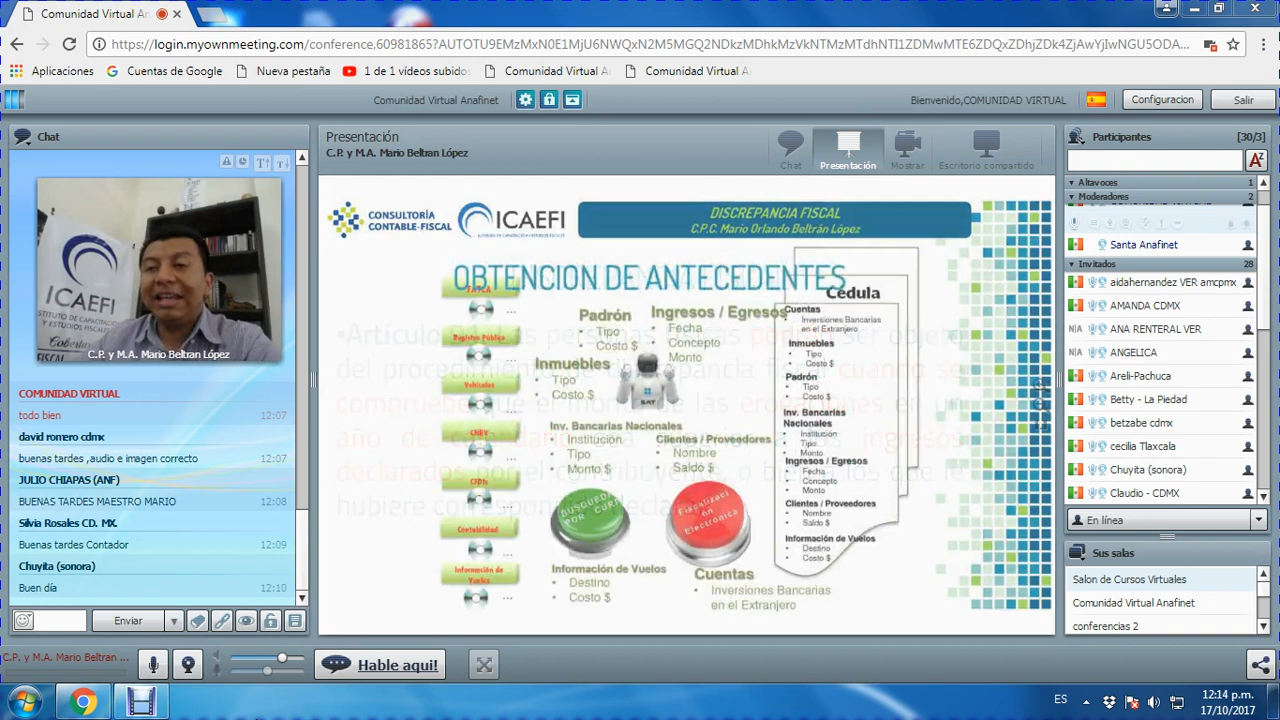 Comunidad Virtual An
https://login.myownmeeting.com/conference,60981865?AUTOTU9EMzMxN0E1MjU6NWQxN2M5MGQ2NDkzMDhkMzVkNTMzMTdhNTI1ZDMwMTE6ZDQxZDhjZDk4ZjAwYjIwNGU5ODA...
Aplicaciones
Cuentas de Google
Nueva pestaña
1 de 1 vídeos subidos
Comunidad Virtual A
Comunidad Virtual A
Comunidad Virtual Anafinet
Bienvenido,COMUNIDAD VIRTUAL
Configuracion
Salir
Chat
ICAEFI
C.P. y M.A. Mario Beltran López
COMUNIDAD VIRTUAL
todo bien 12:07
david romero cdmx
buenas tardes , audio e imagen correcto 12:07
JULIO CHIAPAS (ANF)
BUENAS TARDES MAESTRO MARIO 12:08
Silvia Rosales CD. MX.
Buenas tardes Contador 12:09
Chuyita (sonora)
Buen día 12:10
Enviar
C.P. y M.A. Mario Beltran ...
Hable aqui!
Presentación
C.P. y M.A. Mario Beltran López
Chat
Presentación
Mostrar
Escritorio compartido
CONSULTORÍA
CONTABLE-FISCAL
ICAEFI
DISCREPANCIA FISCAL
C.P.C. Mario Orlando Beltrán López
OBTENCION DE ANTECEDENTES
Registro Público
Vehículos
CNBV
CFDIs
Contabilidad
Información de
Vuelos
Padrón
Tipo
Costo $
Ingresos / Egresos
Fecha
Concepto
Monto
Inmuebles
• Tipo
• Costo $
SAT
Inv. Bancarias Nacionales
Institución
Tipo
Monto $
Clientes / Proveedores
• Nombre
Saldo $
BUSQUEDA
POR CURP
Fiscalizaci
ón
Electrónica
Información de Vuelos
• Destino
• Costo $
Cuentas
• Inversiones Bancarias
en el Extranjero
Cédula
Cuentas
• Inversiones Bancarias
en el Extranjero
Inmuebles
• Tipo
• Costo $
Padrón
• Tipo
• Costo $
Inv. Bancarias
Nacionales
• Institución
• Tipo
• Monto
Ingresos / Egresos
• Fecha
• Concepto
• Monto
Clientes / Proveedores
• Nombre
• Saldo $
Información de Vuelos
• Destino
• Costo $
Participantes [30/3]
Altavoces 1
Moderadores 2
Santa Anafinet
Invitados 28
aidahernandez VER amcpmx
AMANDA CDMX
N/A ANA RENTERAL VER.
N/A ANGELICA
Areli-Pachuca
Betty - La Piedad
betzabe cdmx
cecilia Tlaxcala
Chuyita (sonora)
Claudio - CDMX
En línea
Sus salas
Salon de Cursos Virtuales
Comunidad Virtual Anafinet
conferencias 2
ES
12:14 p.m.
17/10/2017